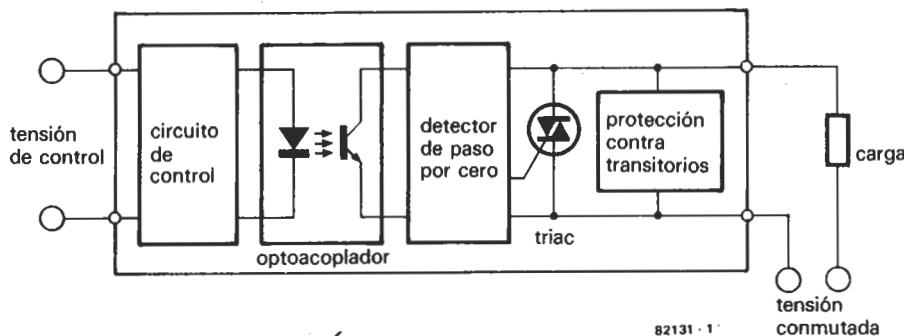 tensión
de control
circuito
de
control
optoacoplador
detector
de paso
por cero
triac
protección
contra
transitorios
carga
tensión
conmutada
82131 - 1